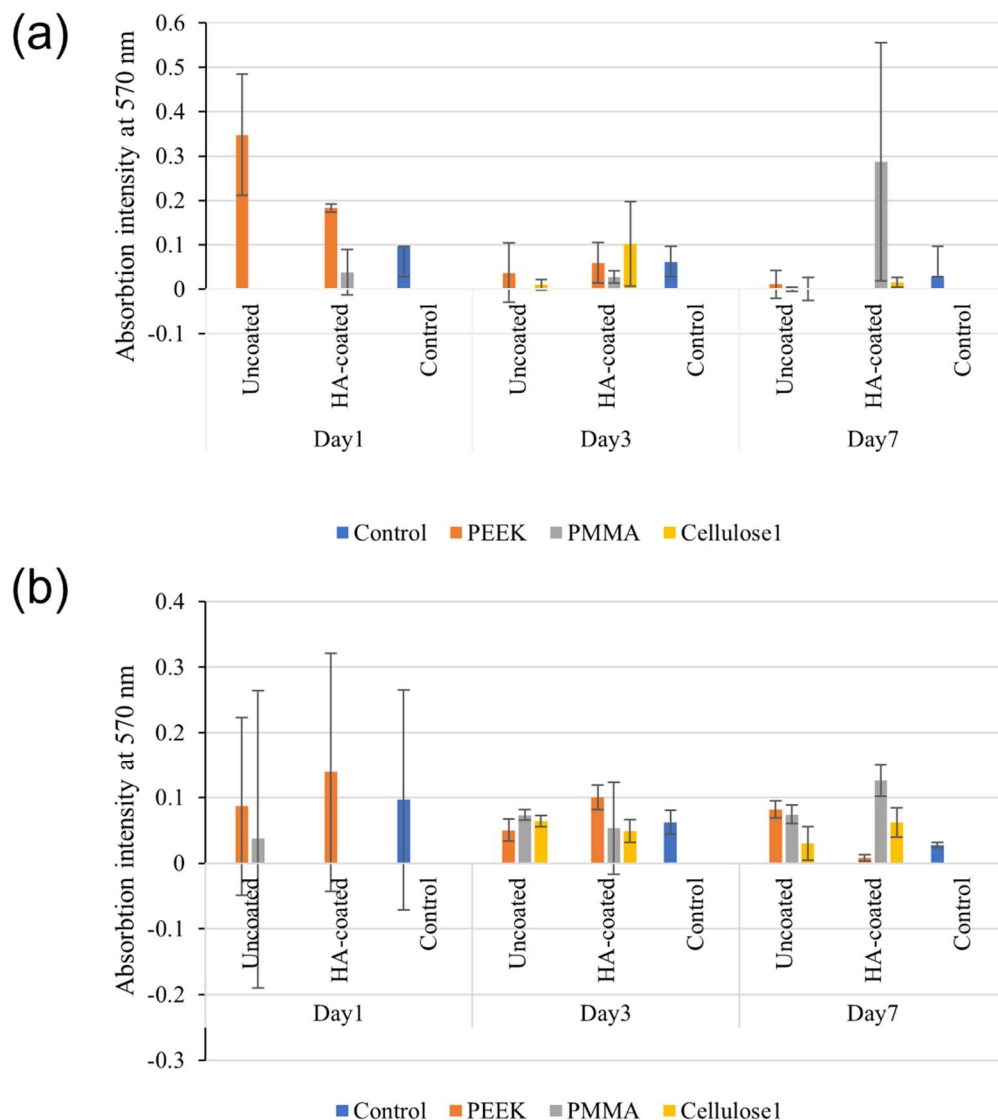 (a)
Absorbtion intensity at 570 nm
0.6
0.5
0.4
0.3
0.2
0.1
0
-0.1
Uncoated
HA-coated
Control
Uncoated
HA-coated
Control
Uncoated
HA-coated
Control
Day1
Day3
Day7
Control PEEK PMMA Cellulose1
(b)
Absorbtion intensity at 570 nm
0.4
0.3
0.2
0.1
0
-0.1
-0.2
-0.3
Uncoated
HA-coated
Control
Uncoated
HA-coated
Control
Uncoated
HA-coated
Control
Day1
Day3
Day7
Control PEEK PMMA Cellulose1